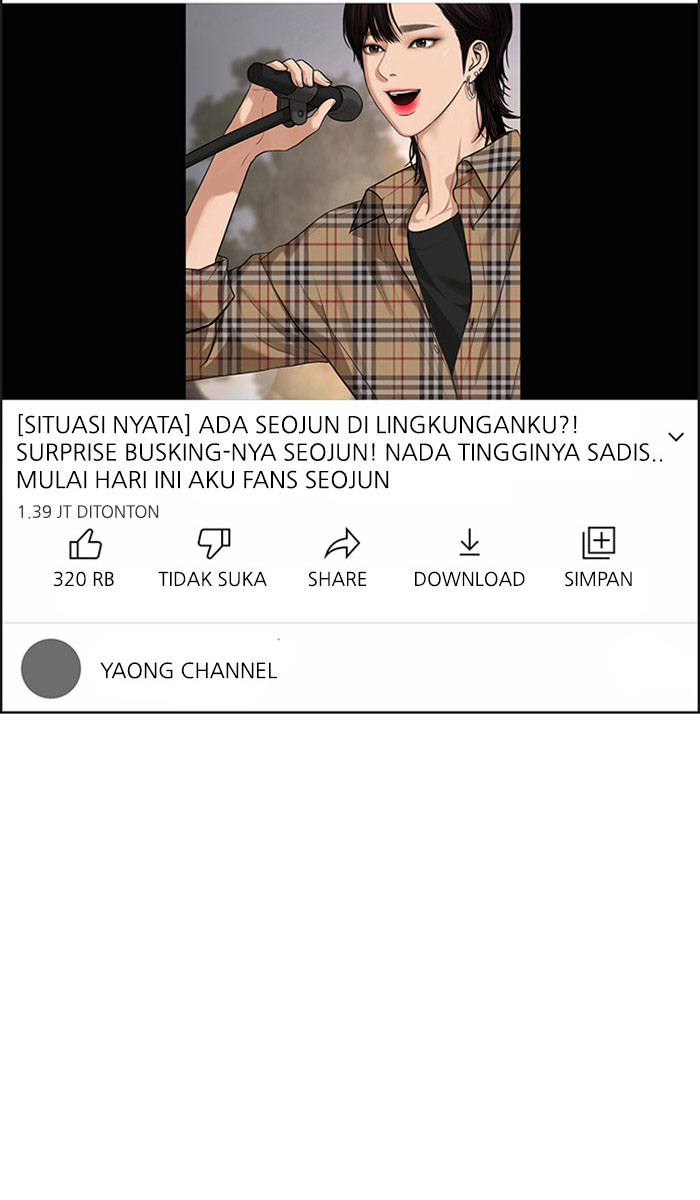 [SITUASI NYATA] ADA SEOJUN DI LINGKUNGANKU?!
SURPRISE BUSKING-NYA SEOJUN! NADA TINGGINYA SADIS..
MULAI HARI INI AKU FANS SEOJUN
1.39 JT DITONTON
320 RB TIDAK SUKA SHARE DOWNLOAD SIMPAN
YAONG CHANNEL